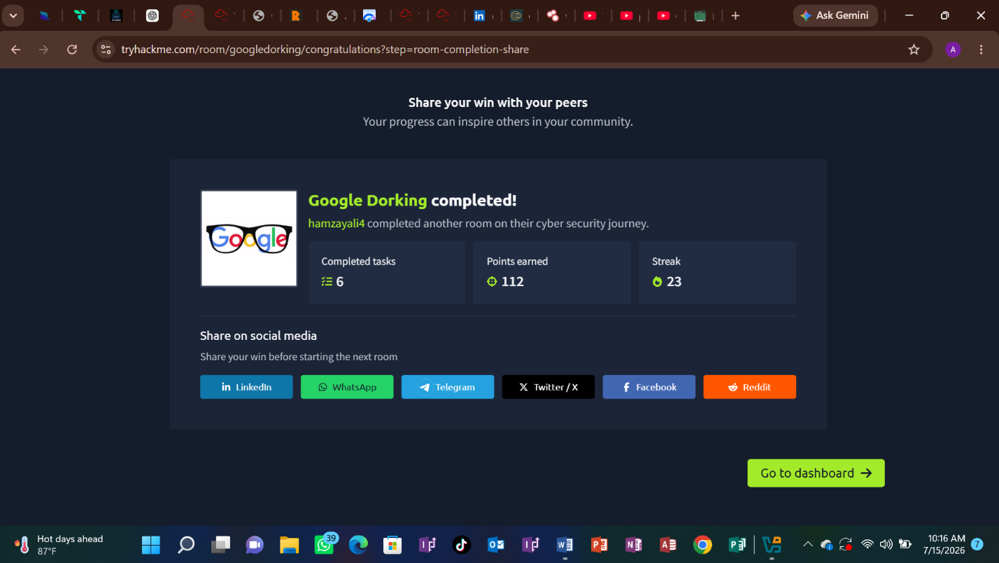 Ask Gemini
tryhackme.com/room/googledorking/congratulations?step=room-completion-share
A
Share your win with your peers
Your progress can inspire others in your community.
Google
Google Dorking completed!
hamzayali4 completed another room on their cyber security journey.
Completed tasks
6
Points earned
112
Streak
23
Share on social media
Share your win before starting the next room
in LinkedIn
WhatsApp
Telegram
X Twitter / X
f Facebook
Reddit
Go to dashboard →
Hot days ahead
87°F
39
10:16 AM
7/15/2026
7